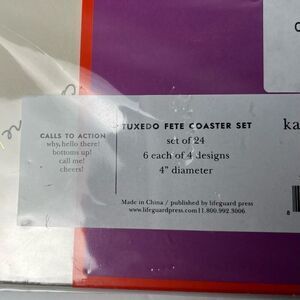 CALLS TO ACTION
why, hello there!
bottoms up!
call me!
cheers!
TUXEDO FETE COASTER SET
set of 24
6 each of 4 designs
4" diameter
Made in China / published by lifeguard press
www.lifeguardpress.com | 1.800.992.3006
ka
8